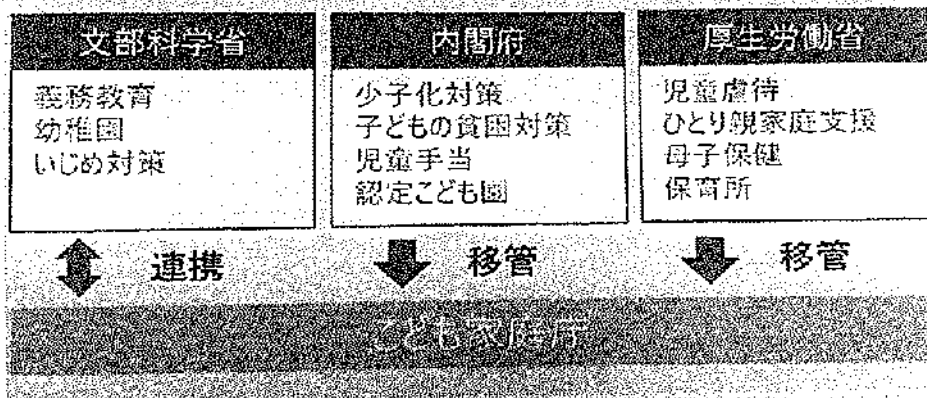 文部科学省
義務教育
幼稚園
いじめ対策
内閣府
少子化対策
子どもの貧困対策
児童手当
認定こども園
厚生労働省
児童虐待
ひとり親家庭支援
母子保健
保育所
連携
移管
移管
こども家庭庁